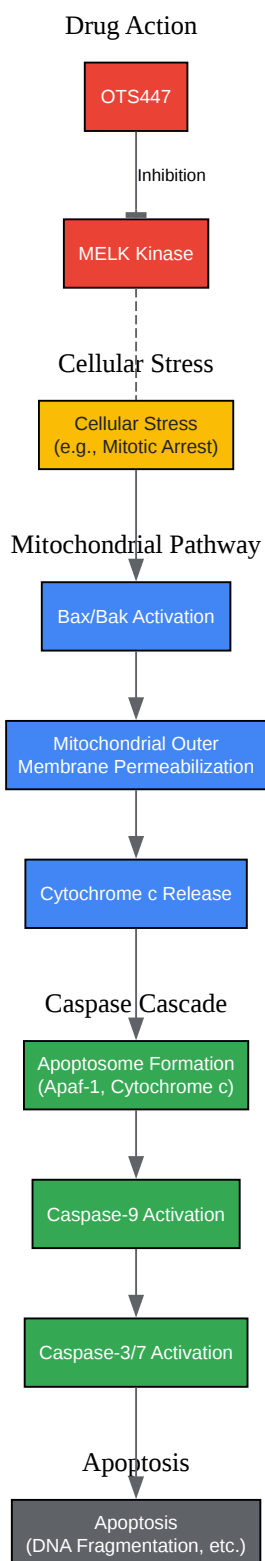 Drug Action
OTS447
Inhibition
MELK Kinase
Cellular Stress
Cellular Stress
(e.g., Mitotic Arrest)
Mitochondrial Pathway
Bax/Bak Activation
Mitochondrial Outer
Membrane Permeabilization
Cytochrome c Release
Caspase Cascade
Apoptosome Formation
(Apaf-1, Cytochrome c)
Caspase-9 Activation
Caspase-3/7 Activation
Apoptosis
Apoptosis
(DNA Fragmentation, etc.)